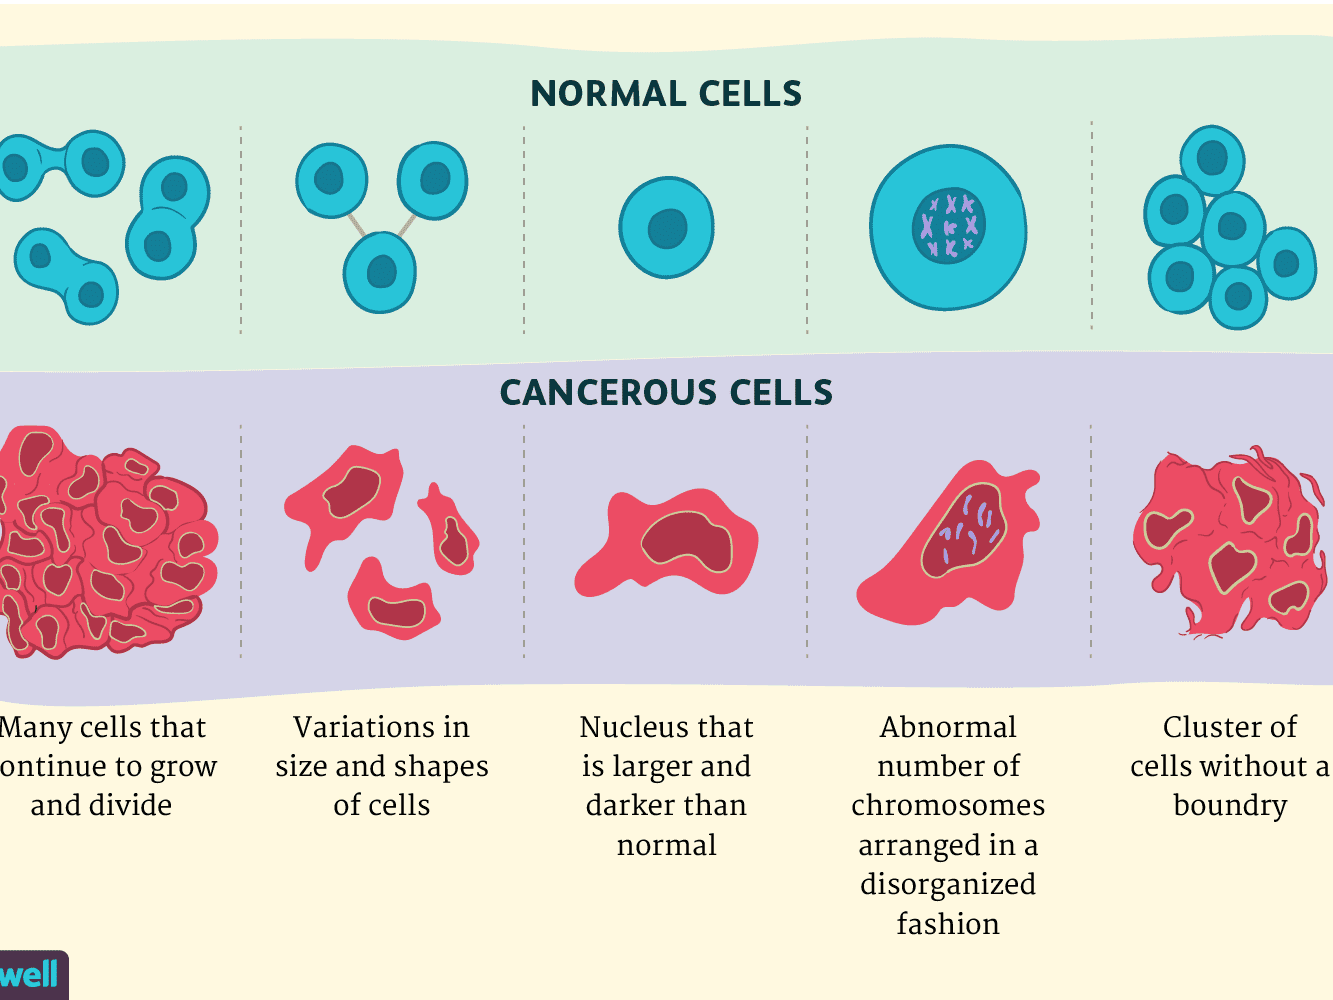 NORMAL CELLS
CANCEROUS CELLS
Many cells that
ontinue to grow
and divide
Variations in
size and shapes
of cells
Nucleus that
is larger and
darker than
normal
Abnormal
number of
chromosomes
arranged in a
disorganized
fashion
Cluster of
cells without a
boundry
well